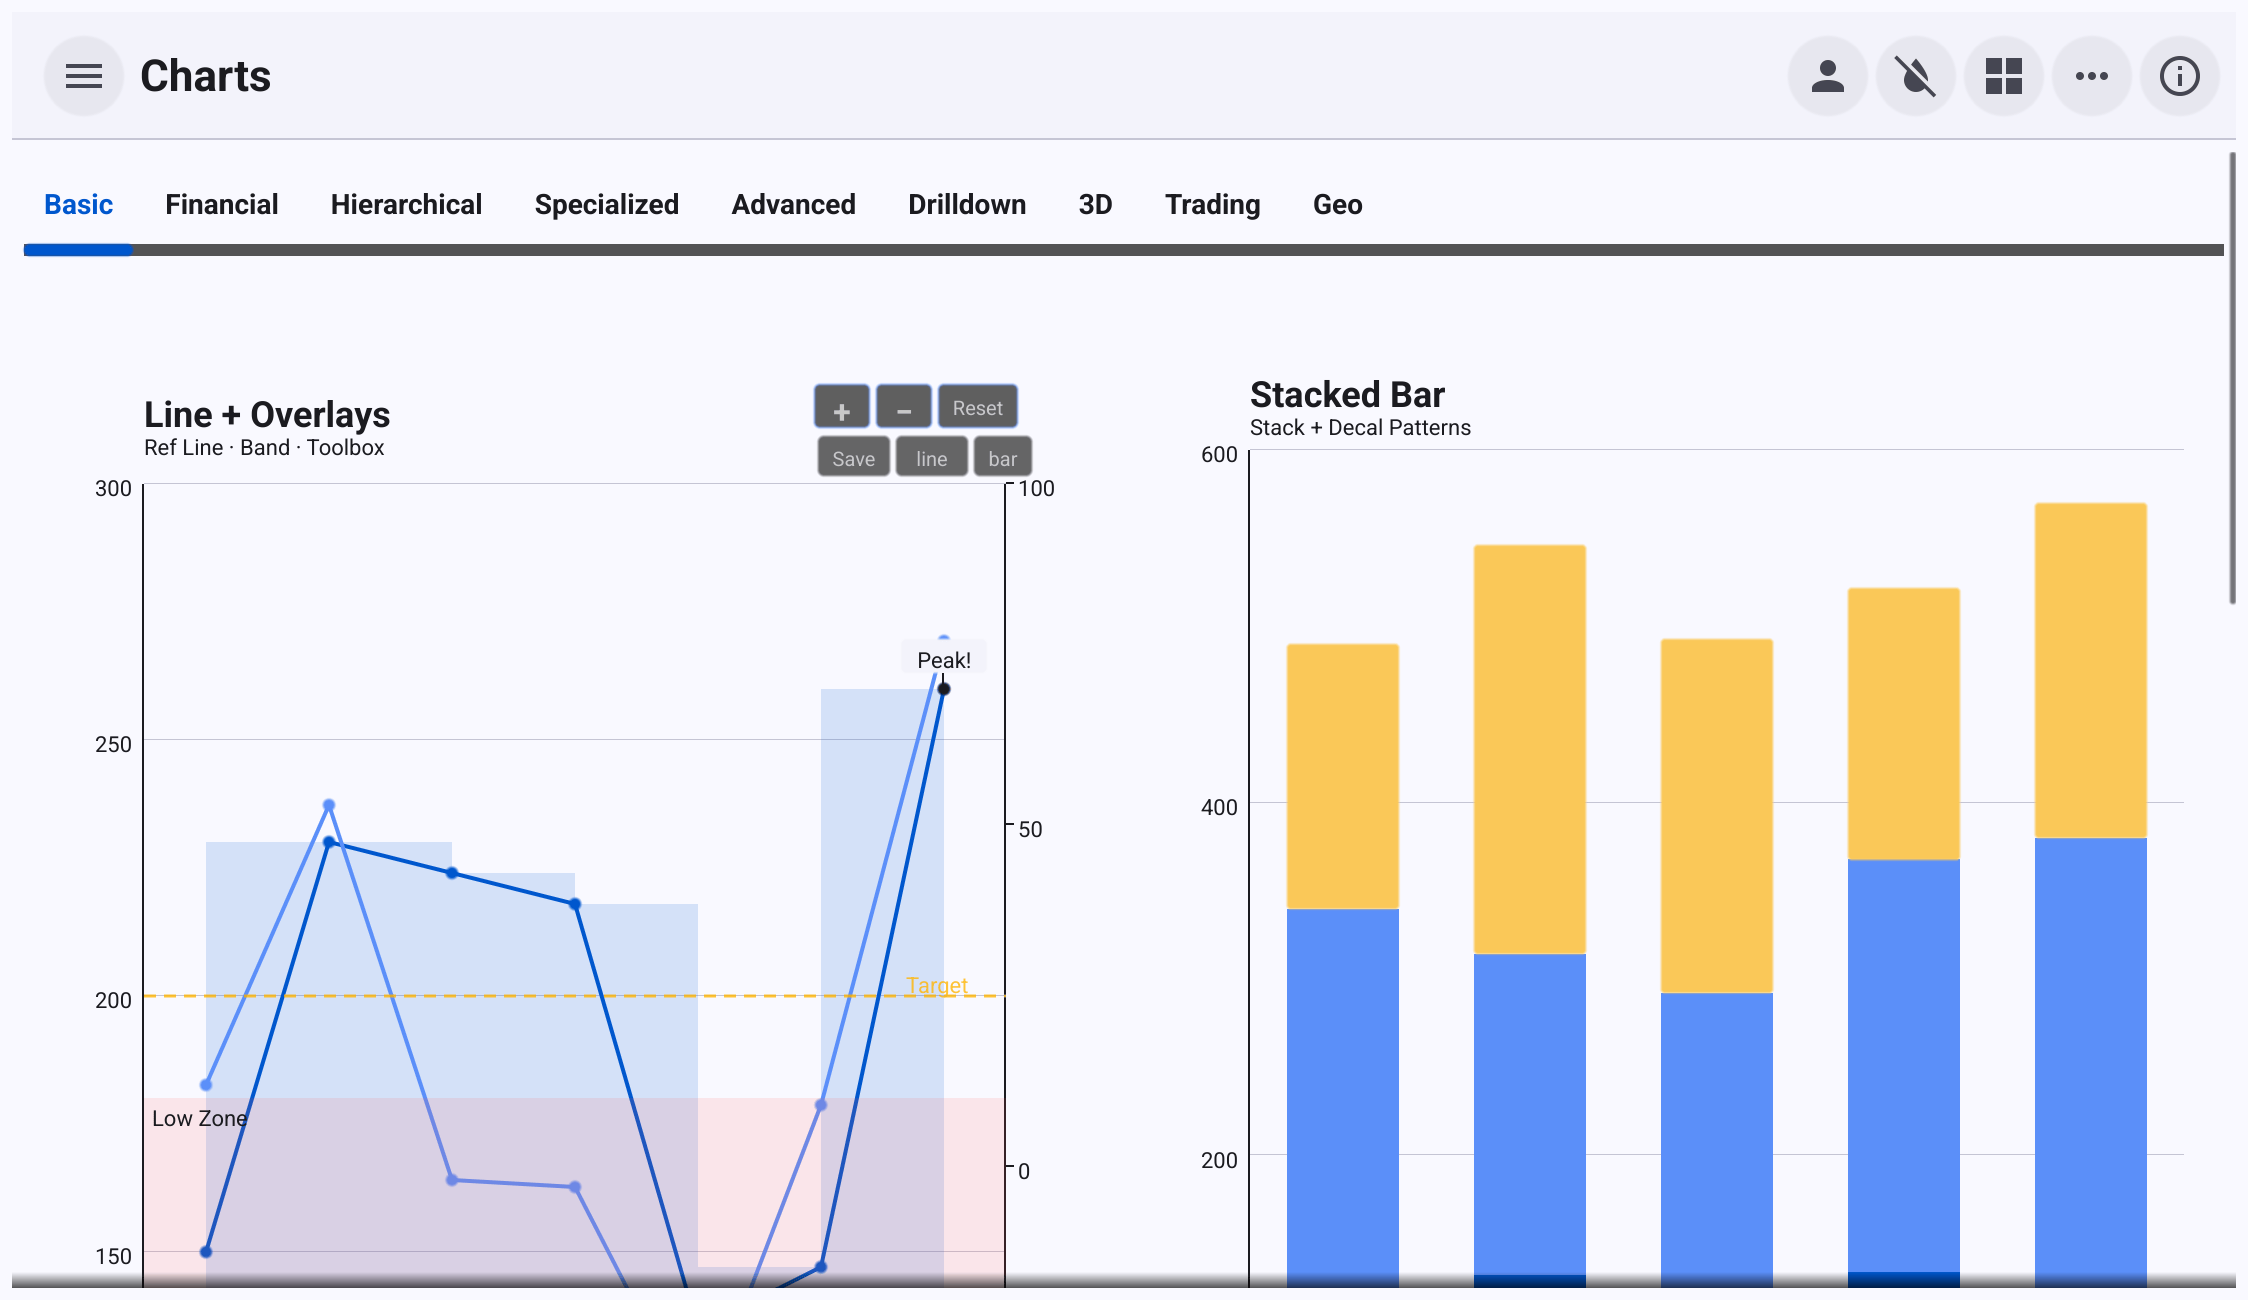 Charts
Basic Financial Hierarchical Specialized Advanced Drilldown 3D Trading Geo
Line + Overlays
Ref Line · Band · Toolbox
+ − Reset
Save line bar
300
250
200
150
100
50
0
Peak!
Target
Low Zone
Stacked Bar
Stack + Decal Patterns
600
400
200